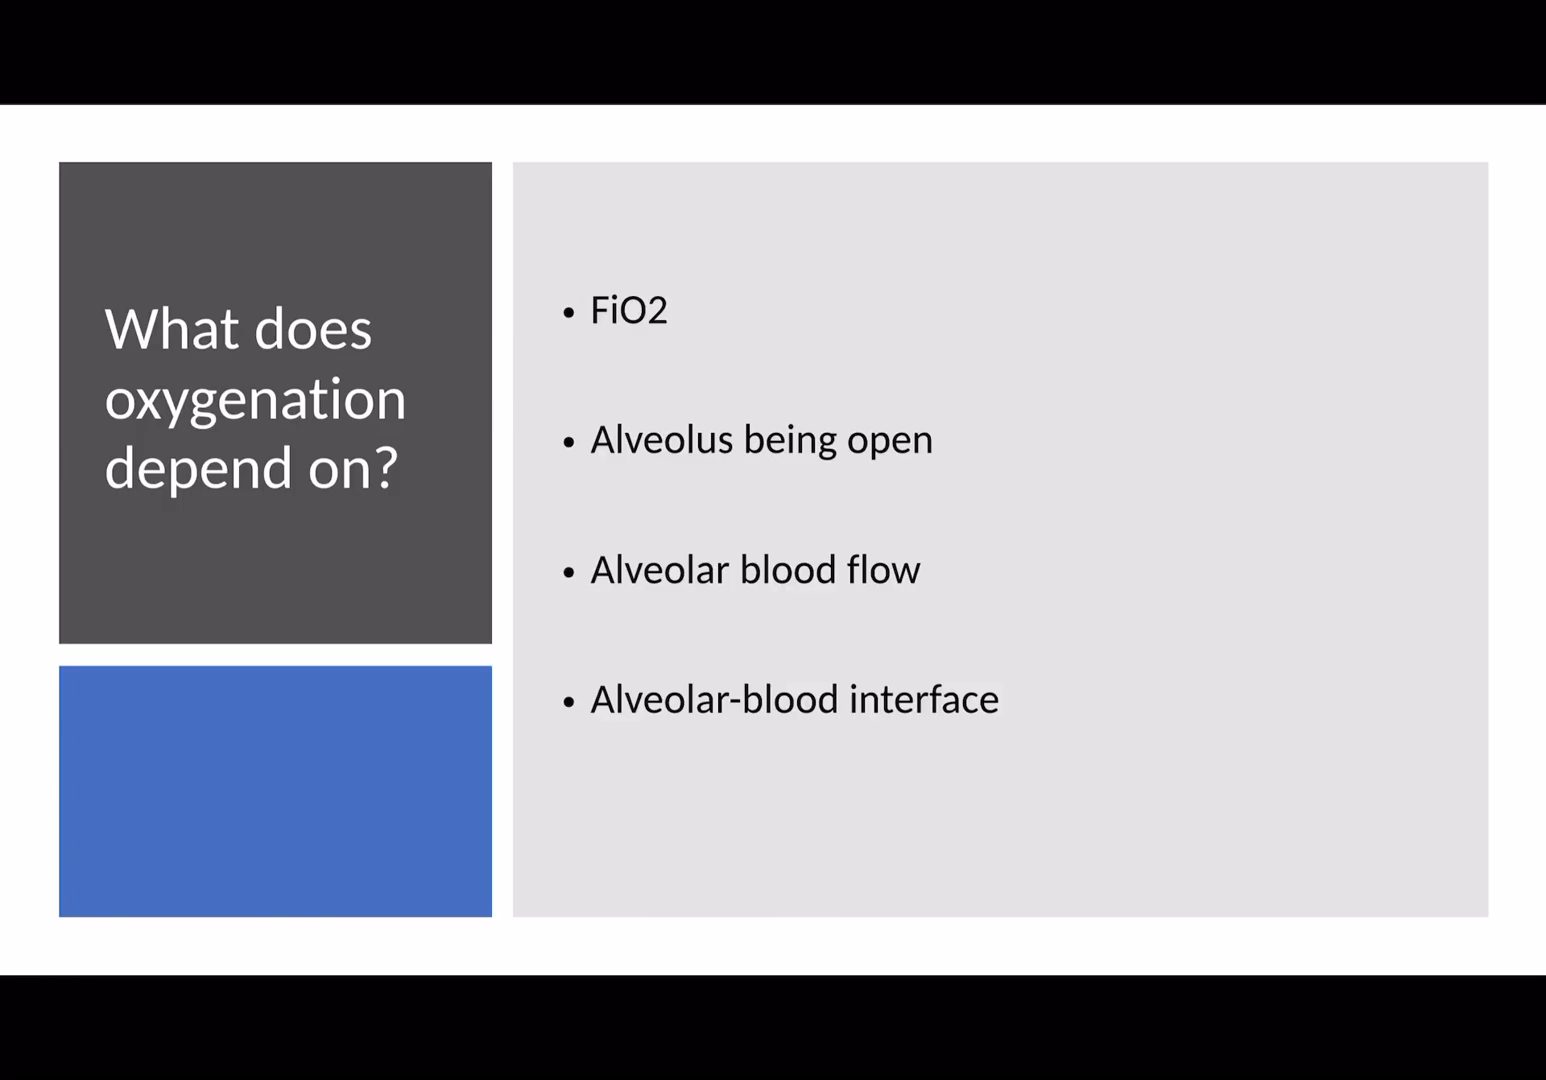 What does
oxygenation
depend on?
• FiO2
• Alveolus being open
• Alveolar blood flow
• Alveolar-blood interface